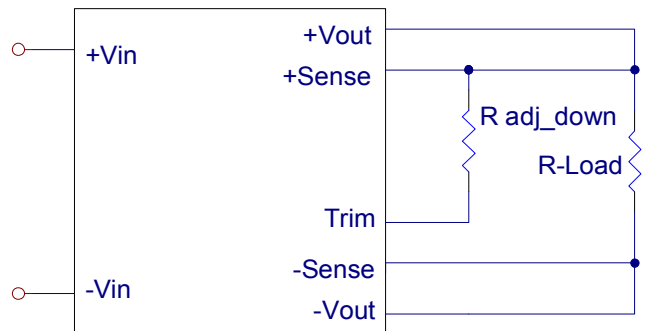 +Vout
+Vin
+Sense
R adj_down
R-Load
Trim
-Sense
-Vin
-Vout